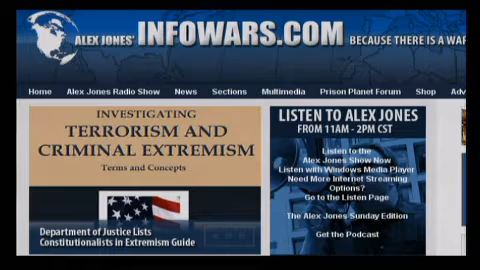 ALEX JONES' INFOWARS.COM BECAUSE THERE IS A WAR
Home Alex Jones Radio Show News Sections Multimedia Prison Planet Forum Shop Adv
INVESTIGATING
TERRORISM AND
CRIMINAL EXTREMISM
Terms and Concepts
Department of Justice Lists
Constitutionalists in Extremism Guide
LISTEN TO ALEX JONES
FROM 11AM - 2PM CST
Listen to the
Alex Jones Show Now
Listen with Windows Media Player
Need More Internet Streaming
Options?
Go to the Listen Page
The Alex Jones Sunday Edition
Get the Podcast